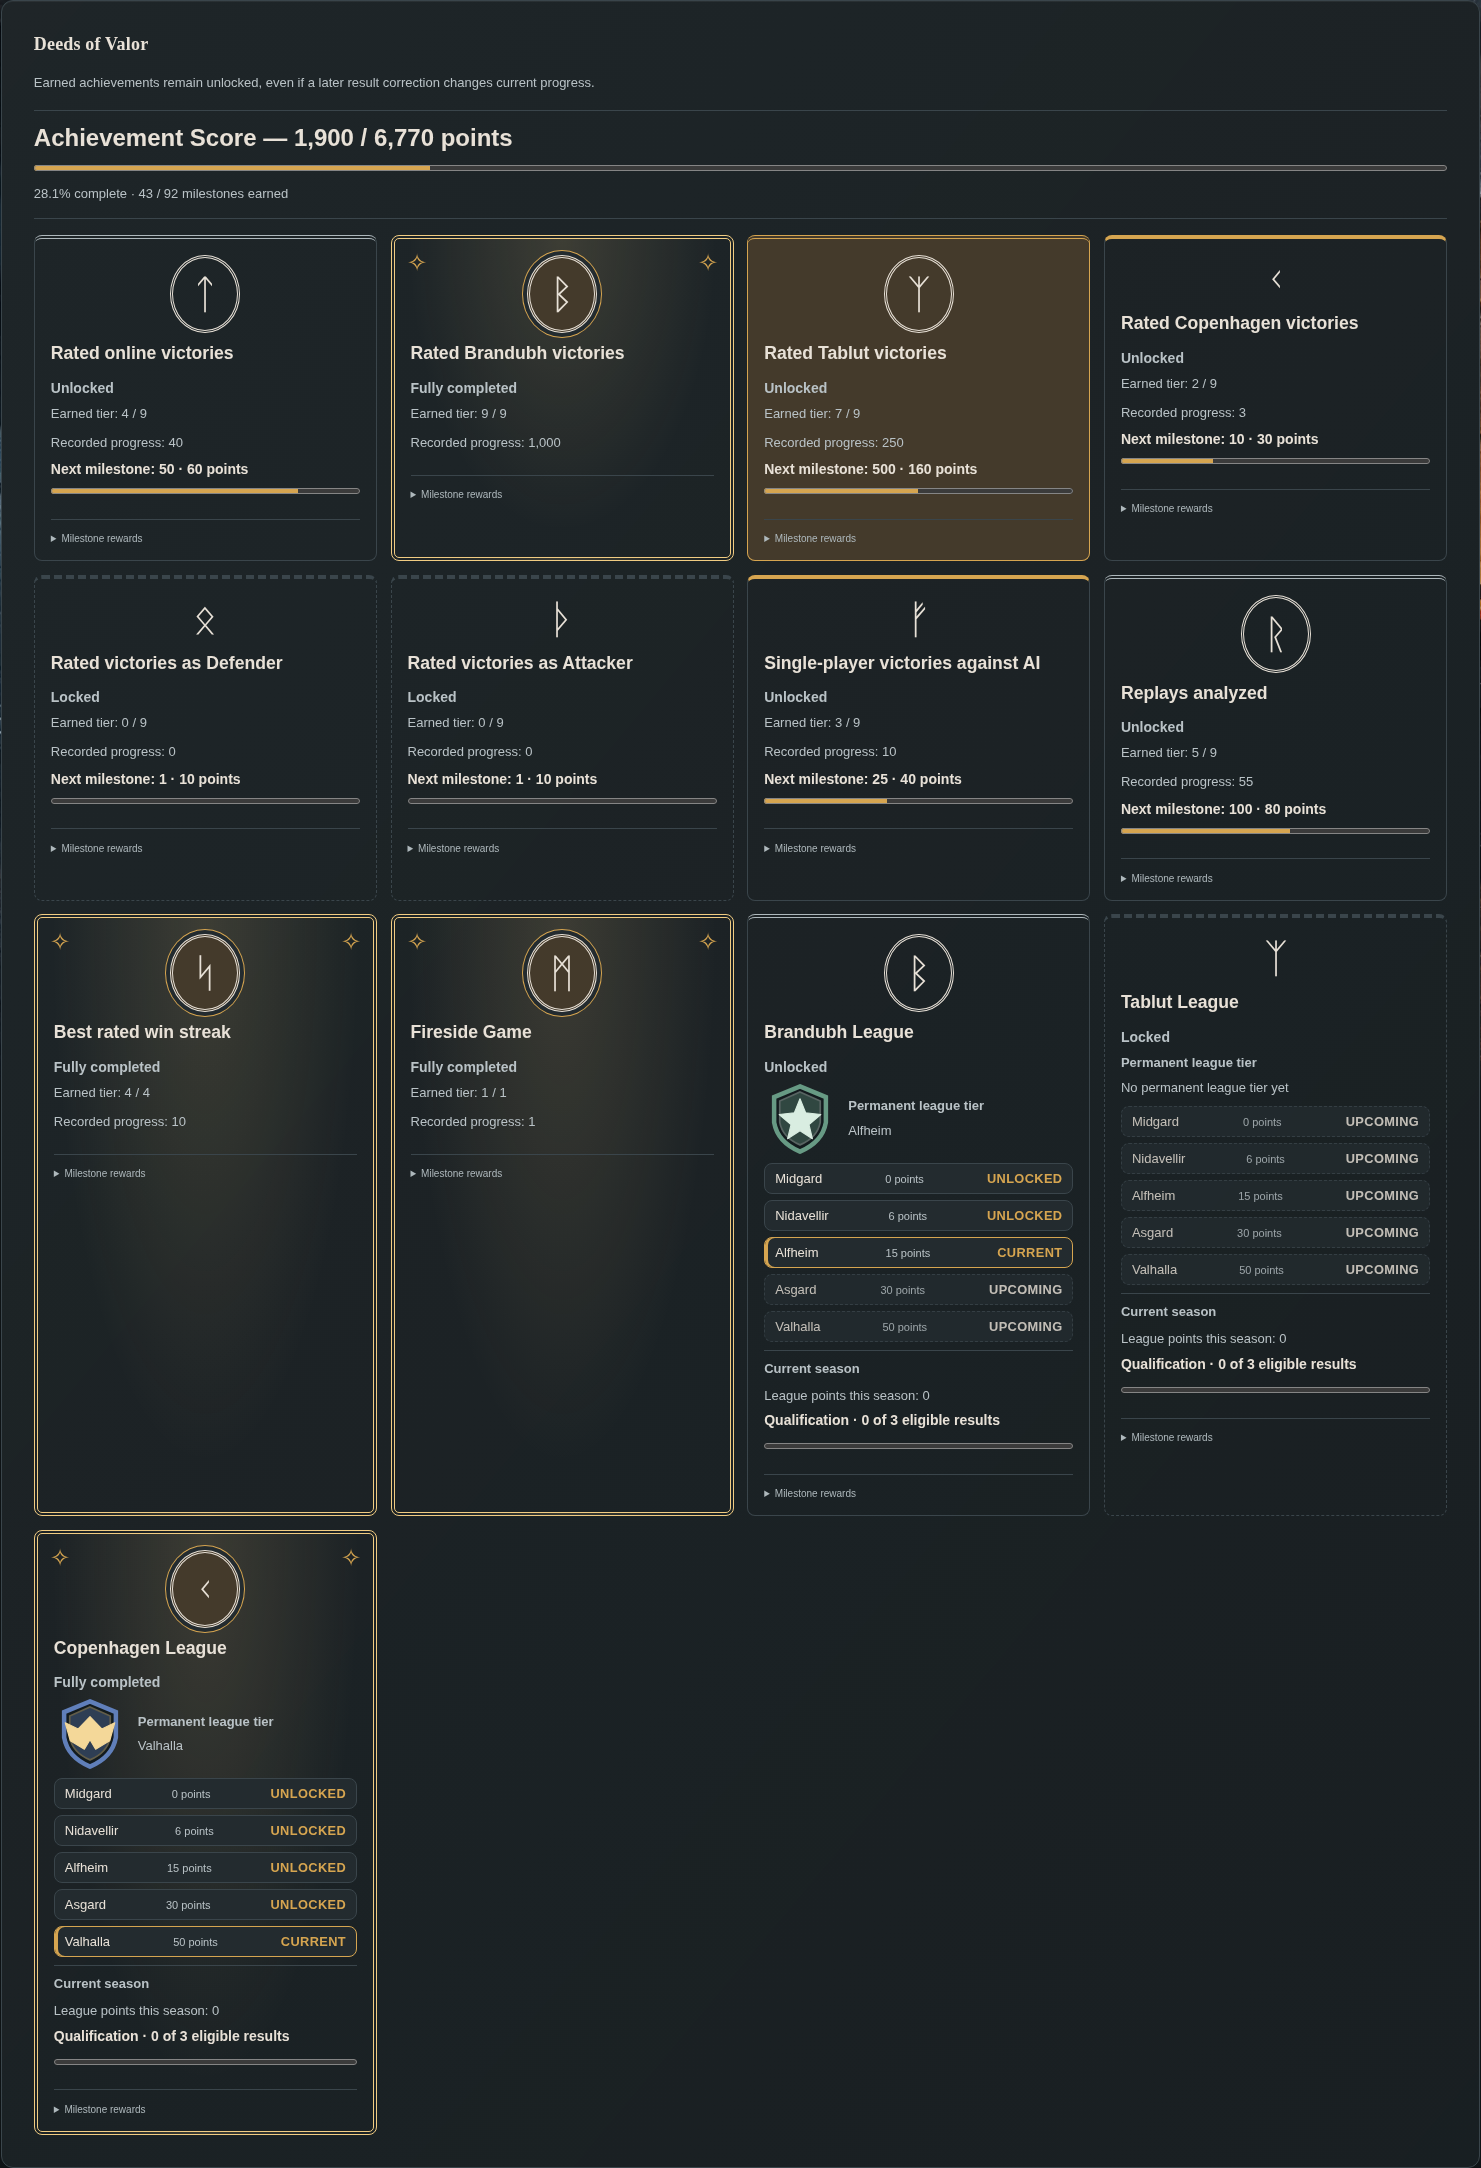 Deeds of Valor
Earned achievements remain unlocked, even if a later result correction changes current progress.
Achievement Score — 1,900 / 6,770 points
28.1% complete · 43 / 92 milestones earned
ᛏ
Rated online victories
Unlocked
Earned tier: 4 / 9
Recorded progress: 40
Next milestone: 50 · 60 points
▶ Milestone rewards
✧ ᛒ ✧
Rated Brandubh victories
Fully completed
Earned tier: 9 / 9
Recorded progress: 1,000
▶ Milestone rewards
ᛉ
Rated Tablut victories
Unlocked
Earned tier: 7 / 9
Recorded progress: 250
Next milestone: 500 · 160 points
▶ Milestone rewards
ᚲ
Rated Copenhagen victories
Unlocked
Earned tier: 2 / 9
Recorded progress: 3
Next milestone: 10 · 30 points
▶ Milestone rewards
ᛟ
Rated victories as Defender
Locked
Earned tier: 0 / 9
Recorded progress: 0
Next milestone: 1 · 10 points
▶ Milestone rewards
ᚦ
Rated victories as Attacker
Locked
Earned tier: 0 / 9
Recorded progress: 0
Next milestone: 1 · 10 points
▶ Milestone rewards
ᚠ
Single-player victories against AI
Unlocked
Earned tier: 3 / 9
Recorded progress: 10
Next milestone: 25 · 40 points
▶ Milestone rewards
ᚱ
Replays analyzed
Unlocked
Earned tier: 5 / 9
Recorded progress: 55
Next milestone: 100 · 80 points
▶ Milestone rewards
✧ ᛋ ✧
Best rated win streak
Fully completed
Earned tier: 4 / 4
Recorded progress: 10
▶ Milestone rewards
✧ ᛗ ✧
Fireside Game
Fully completed
Earned tier: 1 / 1
Recorded progress: 1
▶ Milestone rewards
ᛒ
Brandubh League
Unlocked
Permanent league tier
Alfheim
Midgard 0 points UNLOCKED
Nidavellir 6 points UNLOCKED
Alfheim 15 points CURRENT
Asgard 30 points UPCOMING
Valhalla 50 points UPCOMING
Current season
League points this season: 0
Qualification · 0 of 3 eligible results
▶ Milestone rewards
ᛉ
Tablut League
Locked
Permanent league tier
No permanent league tier yet
Midgard 0 points UPCOMING
Nidavellir 6 points UPCOMING
Alfheim 15 points UPCOMING
Asgard 30 points UPCOMING
Valhalla 50 points UPCOMING
Current season
League points this season: 0
Qualification · 0 of 3 eligible results
▶ Milestone rewards
✧ ᚲ ✧
Copenhagen League
Fully completed
Permanent league tier
Valhalla
Midgard 0 points UNLOCKED
Nidavellir 6 points UNLOCKED
Alfheim 15 points UNLOCKED
Asgard 30 points UNLOCKED
Valhalla 50 points CURRENT
Current season
League points this season: 0
Qualification · 0 of 3 eligible results
▶ Milestone rewards